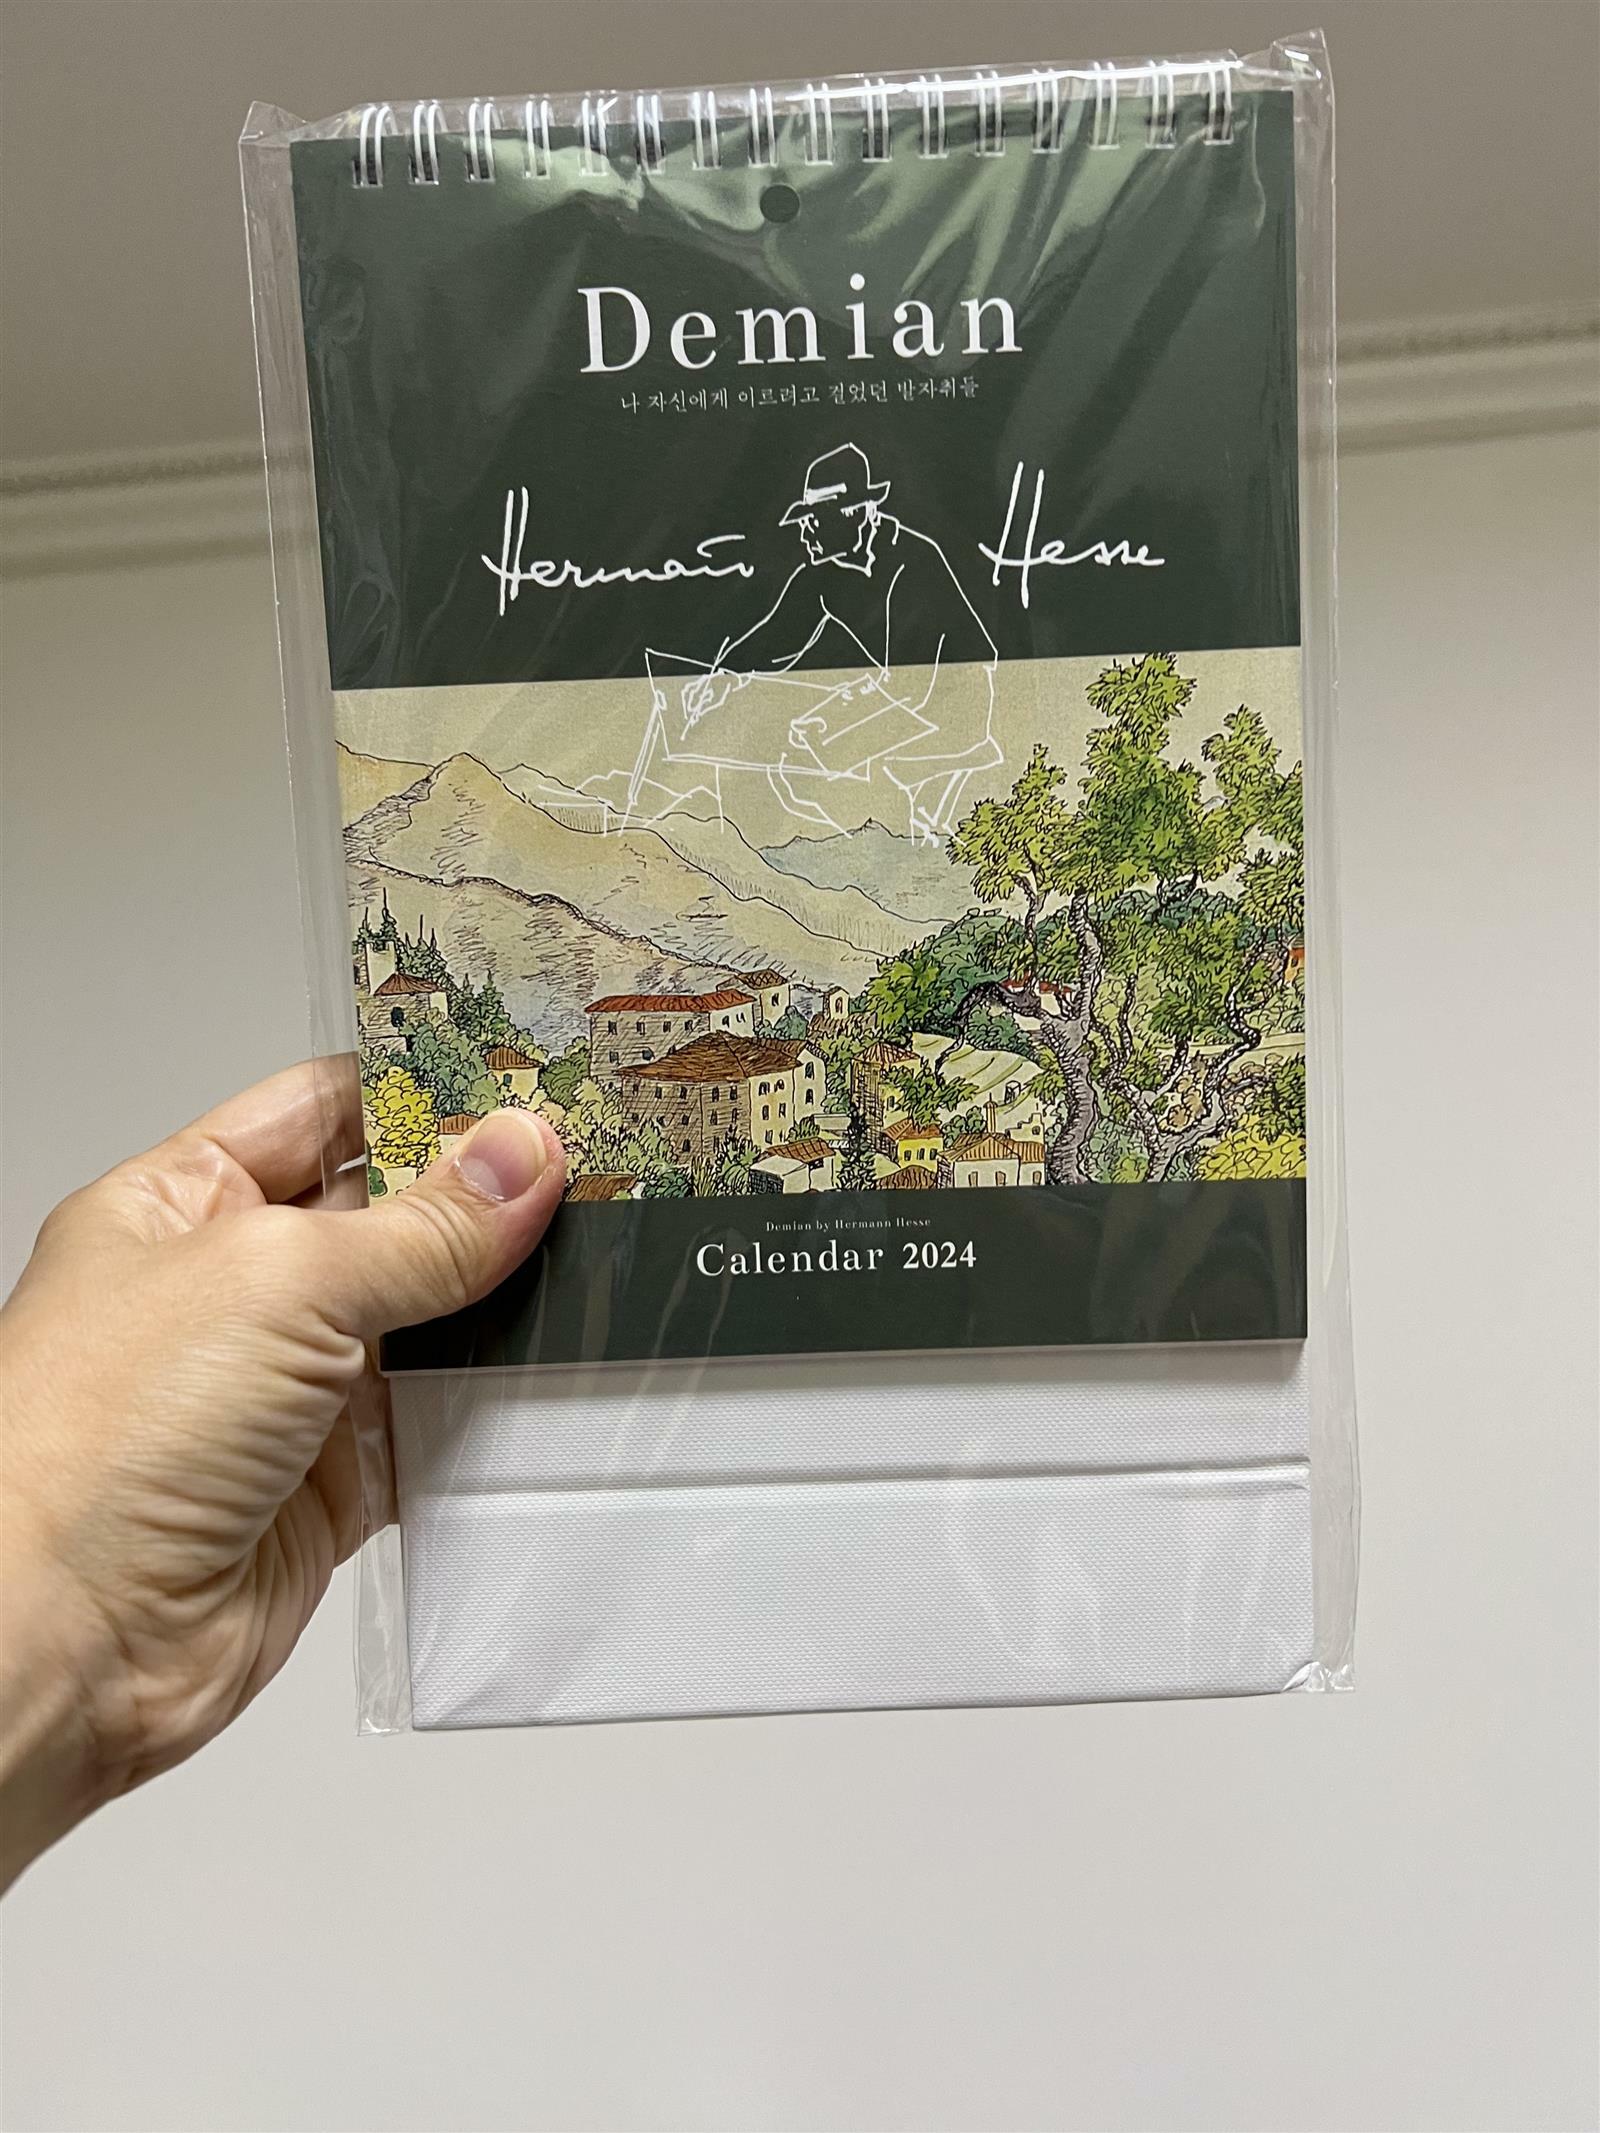 Demian
나 자신에게 이르려고 걸었던 발자취들
Hermann Hesse
Demian by Hermann Hesse
Calendar 2024